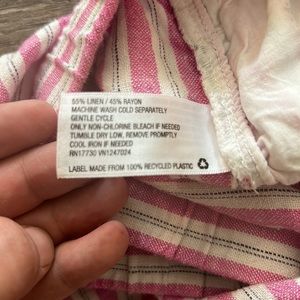 55% LINEN / 45% RAYON
MACHINE WASH COLD SEPARATELY
GENTLE CYCLE
ONLY NON-CHLORINE BLEACH IF NEEDED
TUMBLE DRY LOW, REMOVE PROMPTLY
COOL IRON IF NEEDED
RN17730 VN1247024
LABEL MADE FROM 100% RECYCLED PLASTIC